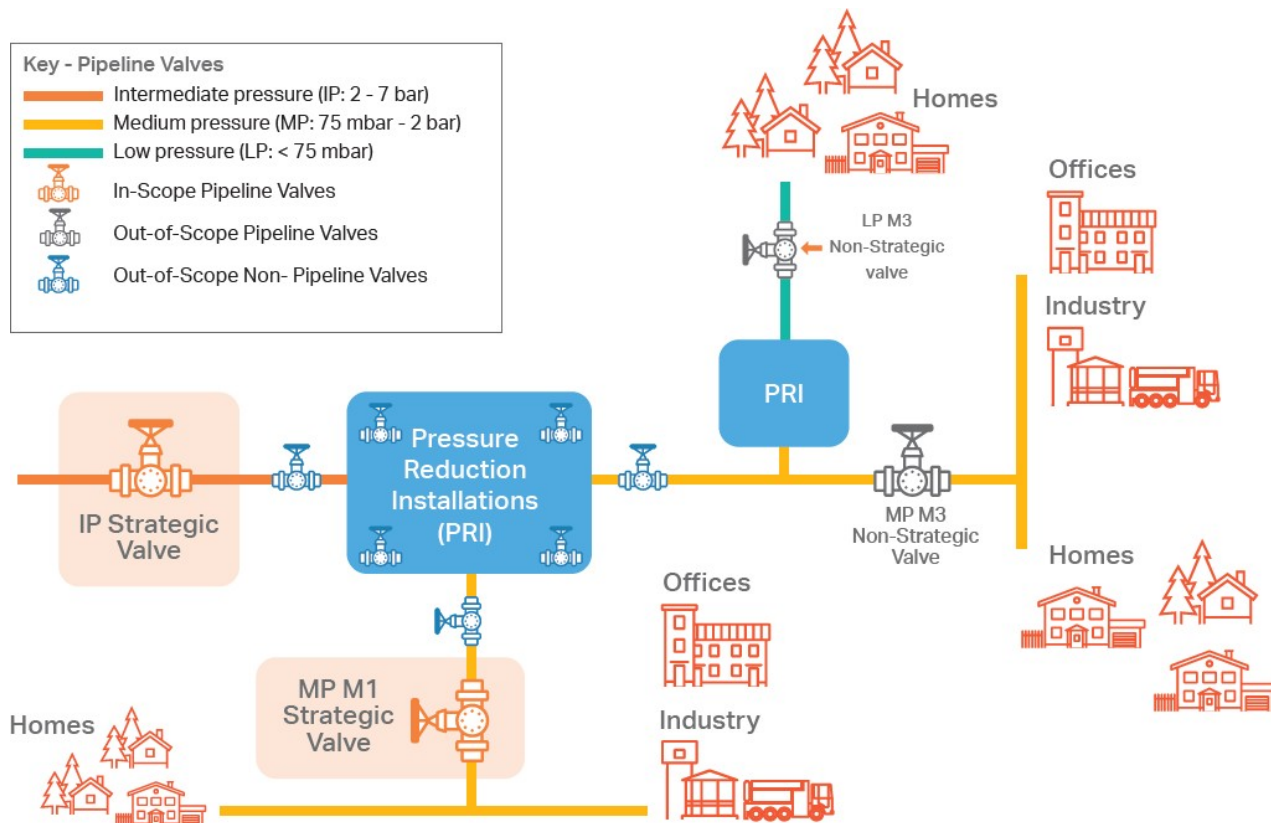 Key - Pipeline Valves
Intermediate pressure (IP: 2 - 7 bar)
Medium pressure (MP: 75 mbar - 2 bar)
Low pressure (LP: < 75 mbar)
In-Scope Pipeline Valves
Out-of-Scope Pipeline Valves
Out-of-Scope Non- Pipeline Valves
Homes
Offices
LP M3
Non-Strategic
valve
Industry
PRI
Pressure
Reduction
Installations
(PRI)
IP Strategic
Valve
MP M3
Non-Strategic
Valve
Homes
Offices
MP M1
Strategic
Valve
Homes
Industry